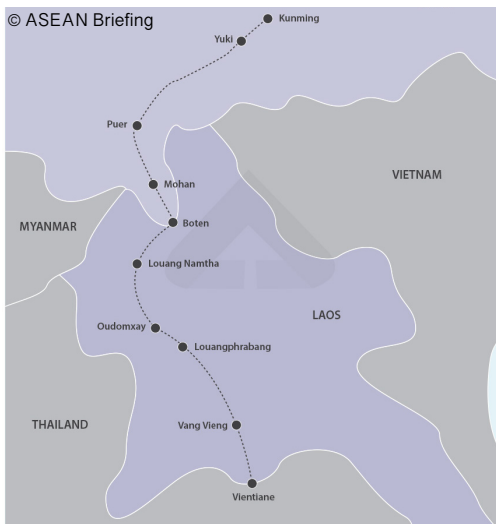 © ASEAN Briefing
Kunming
Yuki
Puer
VIETNAM
Mohan
MYANMAR
Boten
Louang Namtha
LAOS
Oudomxay
Louangphrabang
THAILAND
Vang Vieng
Vientiane